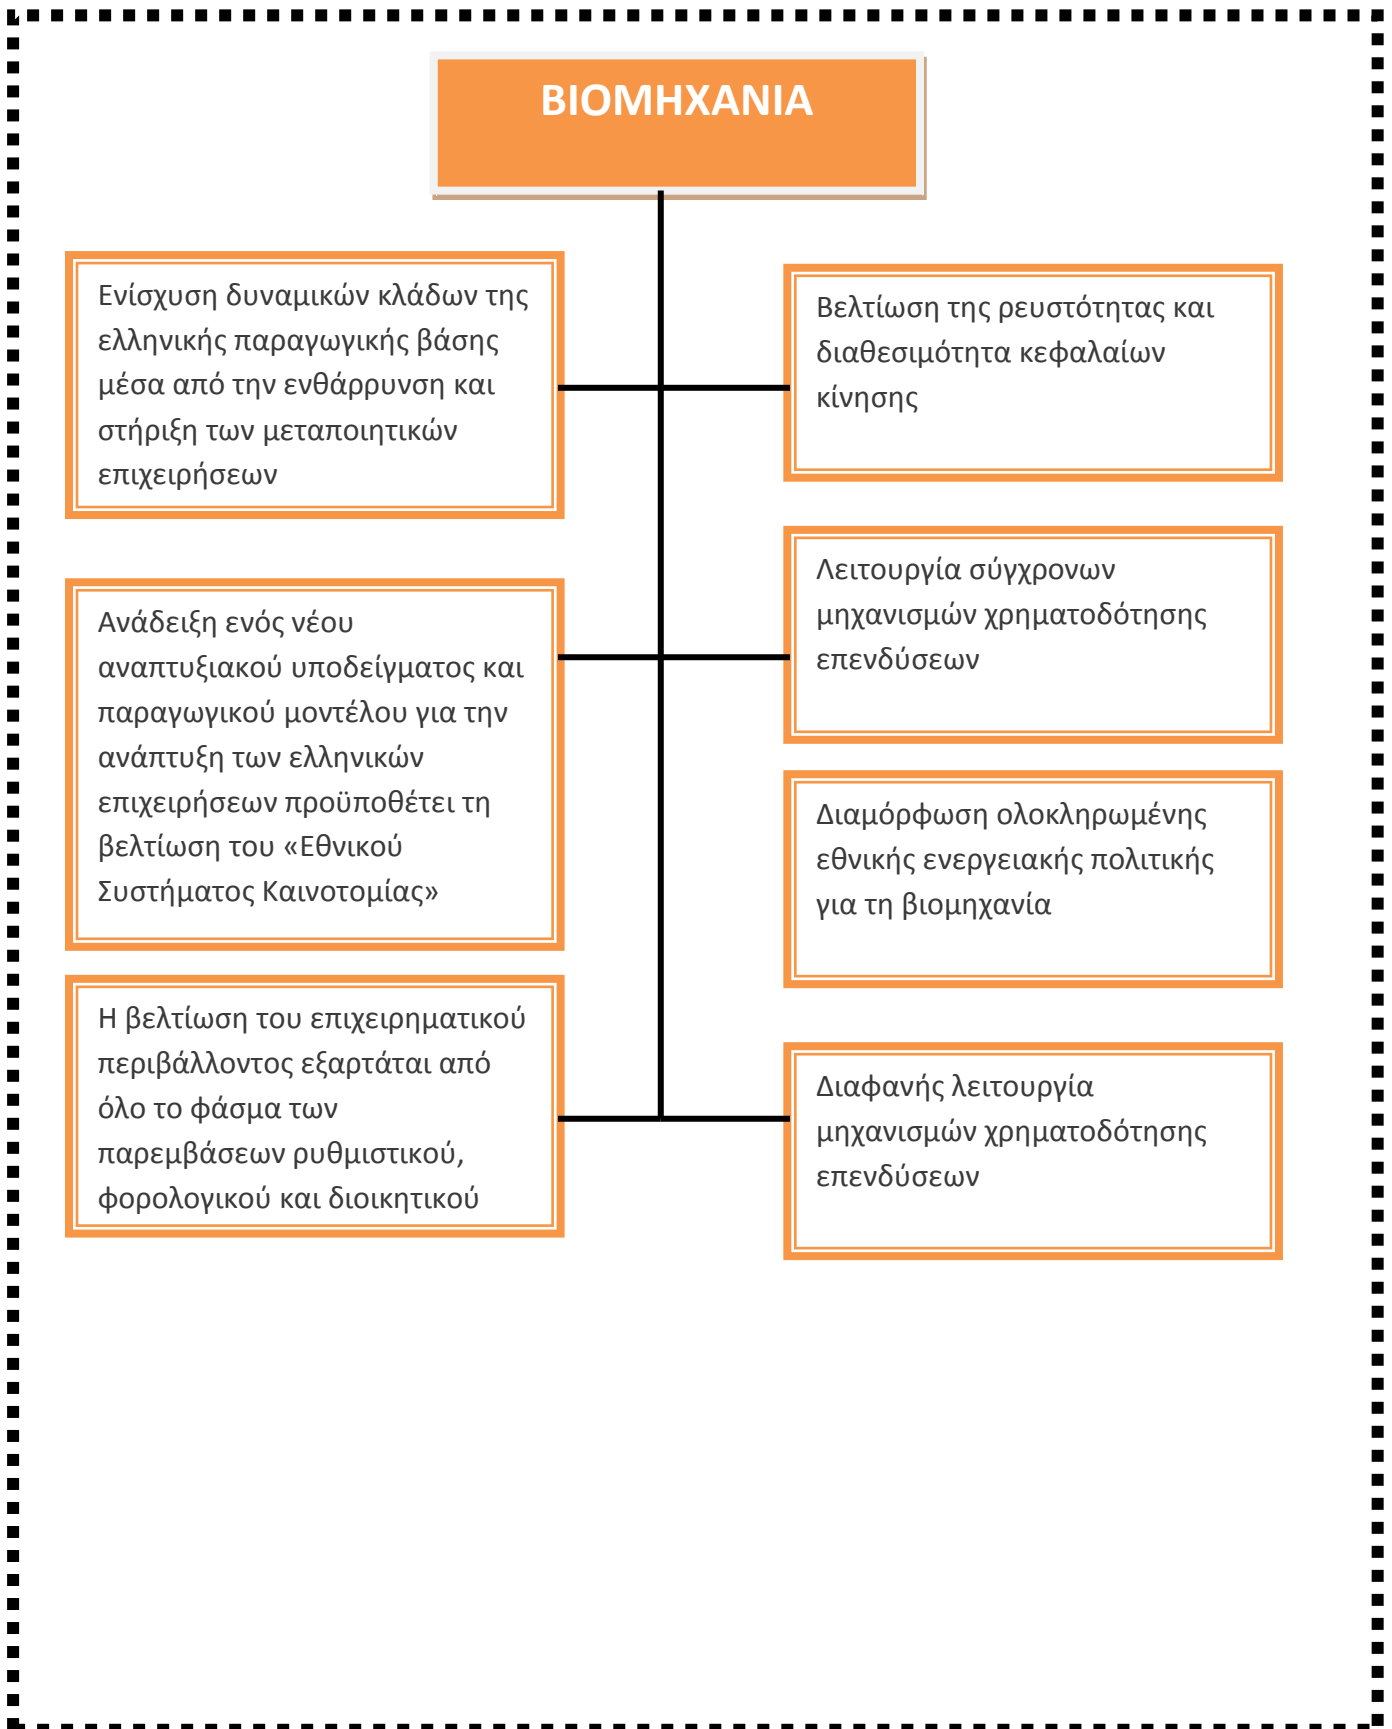 ΒΙΟΜΗΧΑΝΙΑ
Ενίσχυση δυναμικών κλάδων της
ελληνικής παραγωγικής βάσης
μέσα από την ενθάρρυνση και
στήριξη των μεταποιητικών
επιχειρήσεων
Ανάδειξη ενός νέου
αναπτυξιακού υποδείγματος και
παραγωγικού μοντέλου για την
ανάπτυξη των ελληνικών
επιχειρήσεων προϋποθέτει τη
βελτίωση του «Εθνικού
Συστήματος Καινοτομίας»
Η βελτίωση του επιχειρηματικού
περιβάλλοντος εξαρτάται από
όλο το φάσμα των
παρεμβάσεων ρυθμιστικού,
φορολογικού και διοικητικού
Βελτίωση της ρευστότητας και
διαθεσιμότητα κεφαλαίων
κίνησης
Λειτουργία σύγχρονων
μηχανισμών χρηματοδότησης
επενδύσεων
Διαμόρφωση ολοκληρωμένης
εθνικής ενεργειακής πολιτικής
για τη βιομηχανία
Διαφανής λειτουργία
μηχανισμών χρηματοδότησης
επενδύσεων